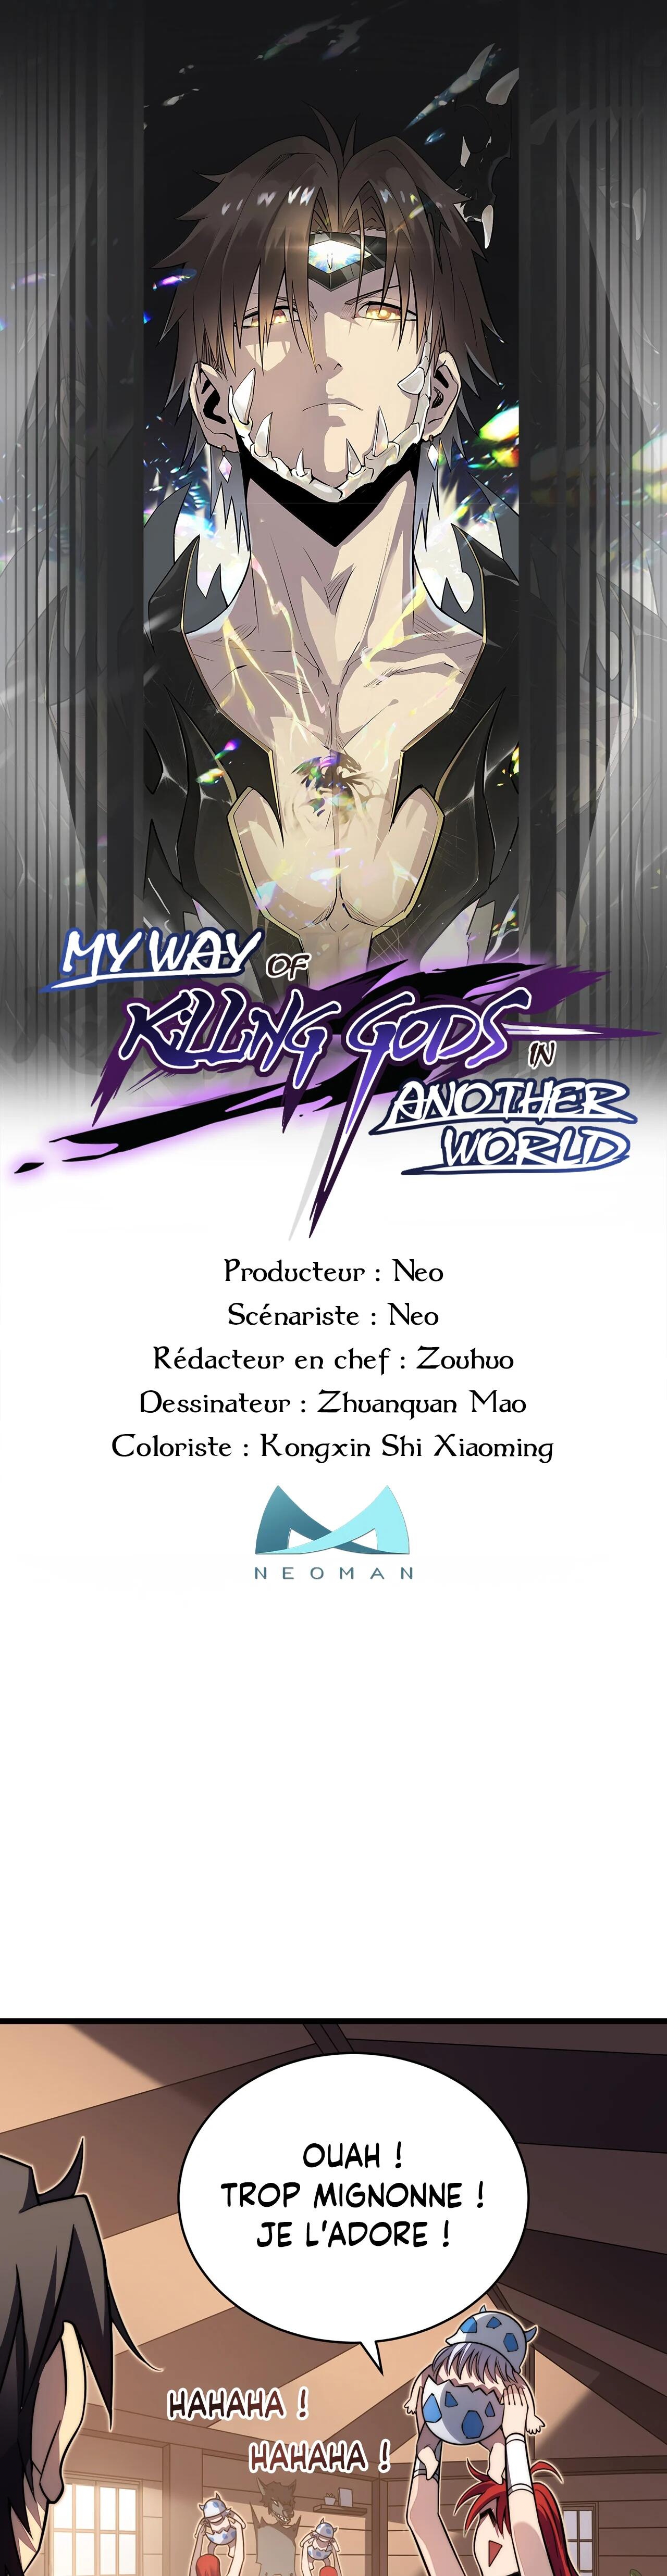 MY WAY OF
KILLING GODS IN
ANOTHER
WORLD
Producteur : Neo
Scénariste : Neo
Rédacteur en chef : Zouhuo
Dessinateur : Zhuanquan Mao
Coloriste : Kongxin Shi Xiaoming
NEOMAN
OUAH !
TROP MIGNONNE !
JE L'ADORE !
HAHAHA !
HAHAHA !